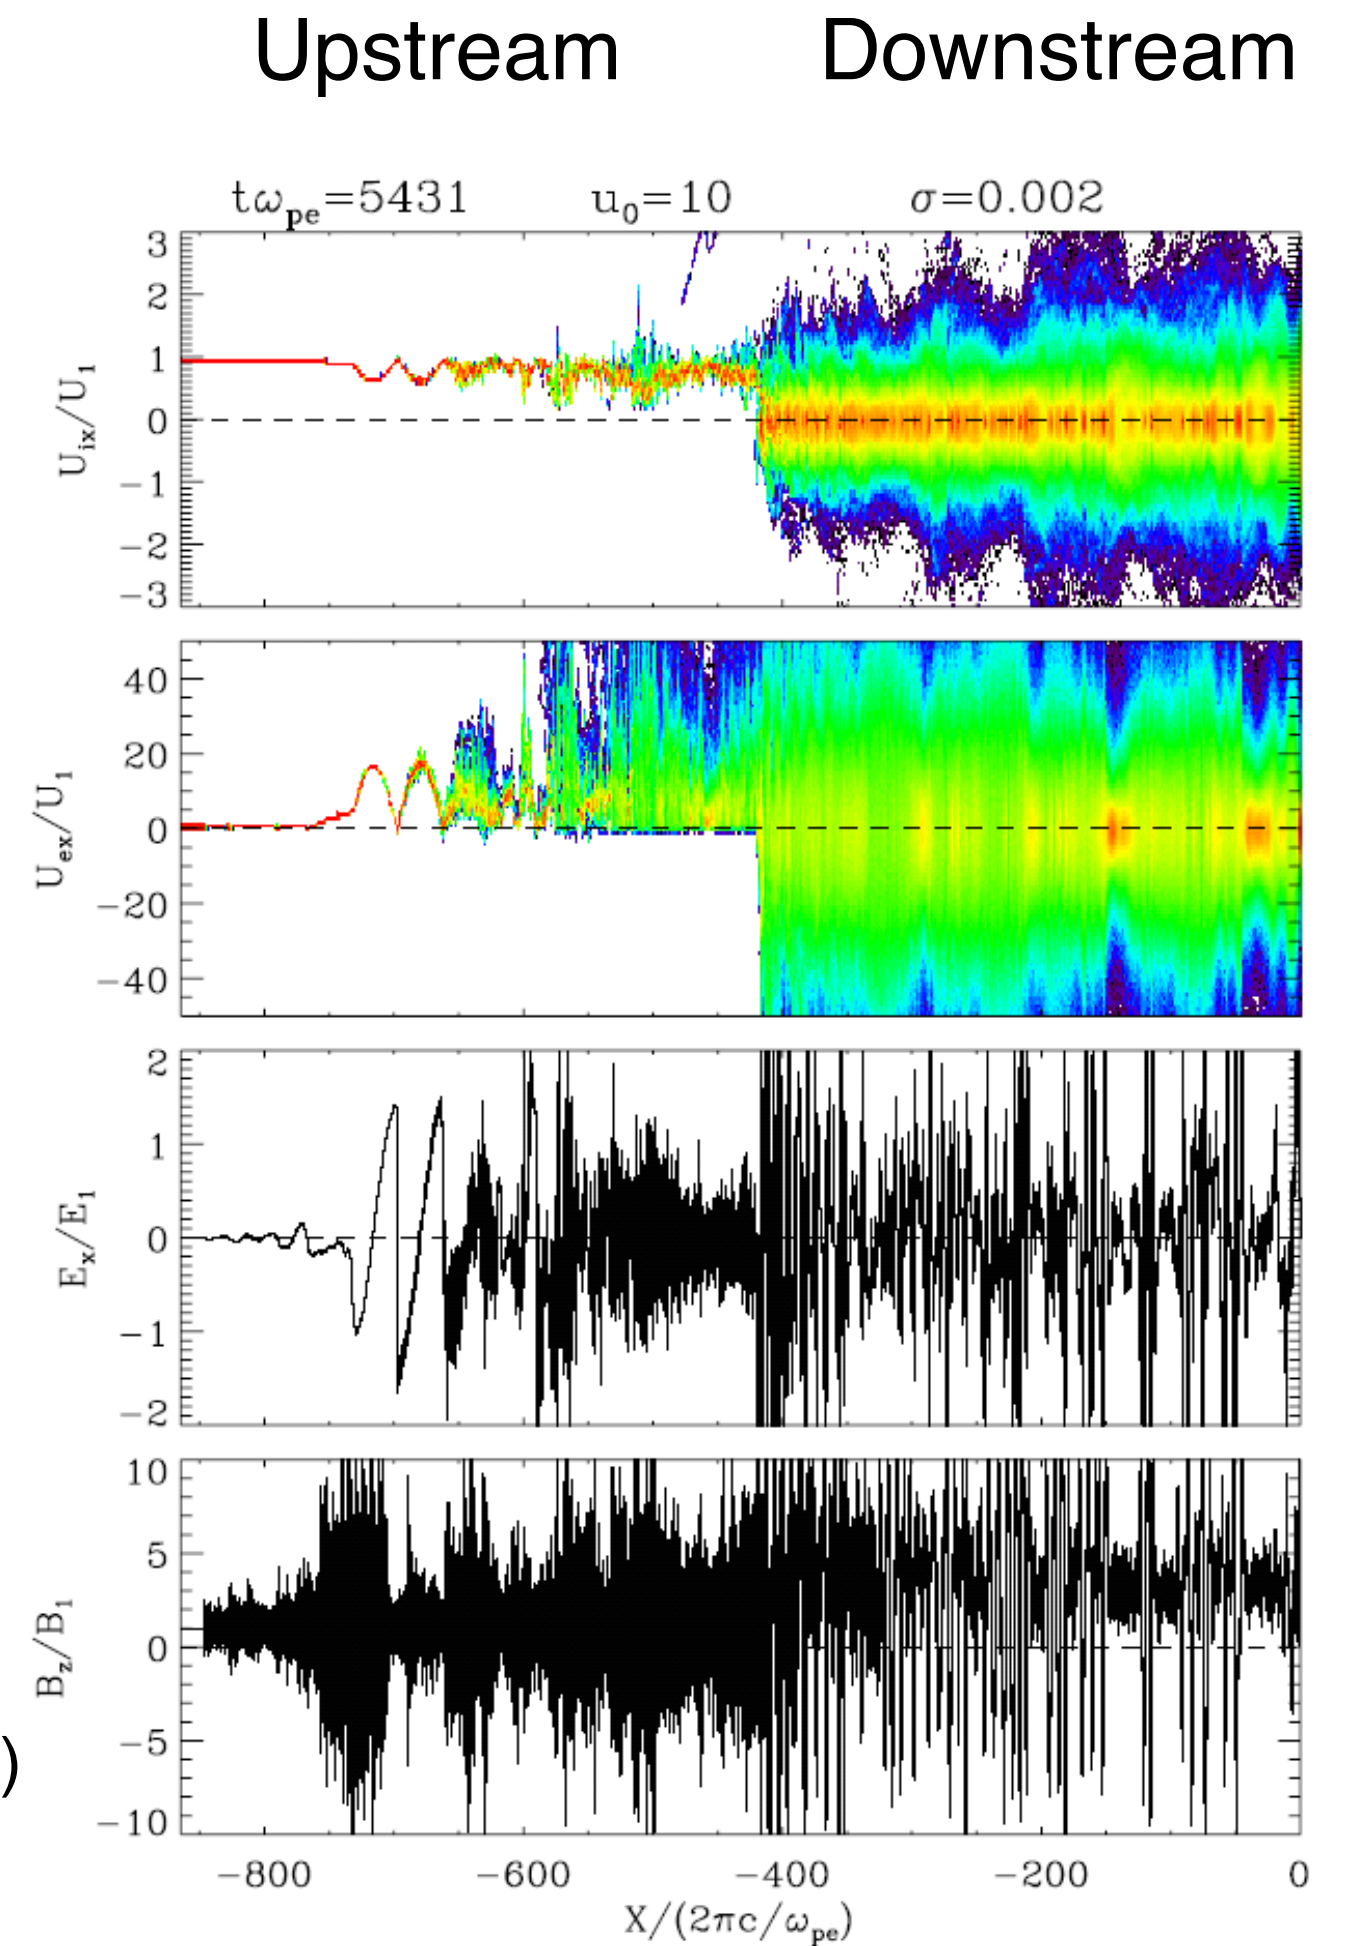 Upstream Downstream
tω_pe=5431 u_0=10 σ=0.002
3
2
1
0
−1
−2
−3
U_ix/U_1
40
20
0
−20
−40
U_ex/U_1
2
1
0
−1
−2
E_x/E_1
10
5
0
−5
−10
B_z/B_1
)
−800 −600 −400 −200 0
X/(2πc/ω_pe)